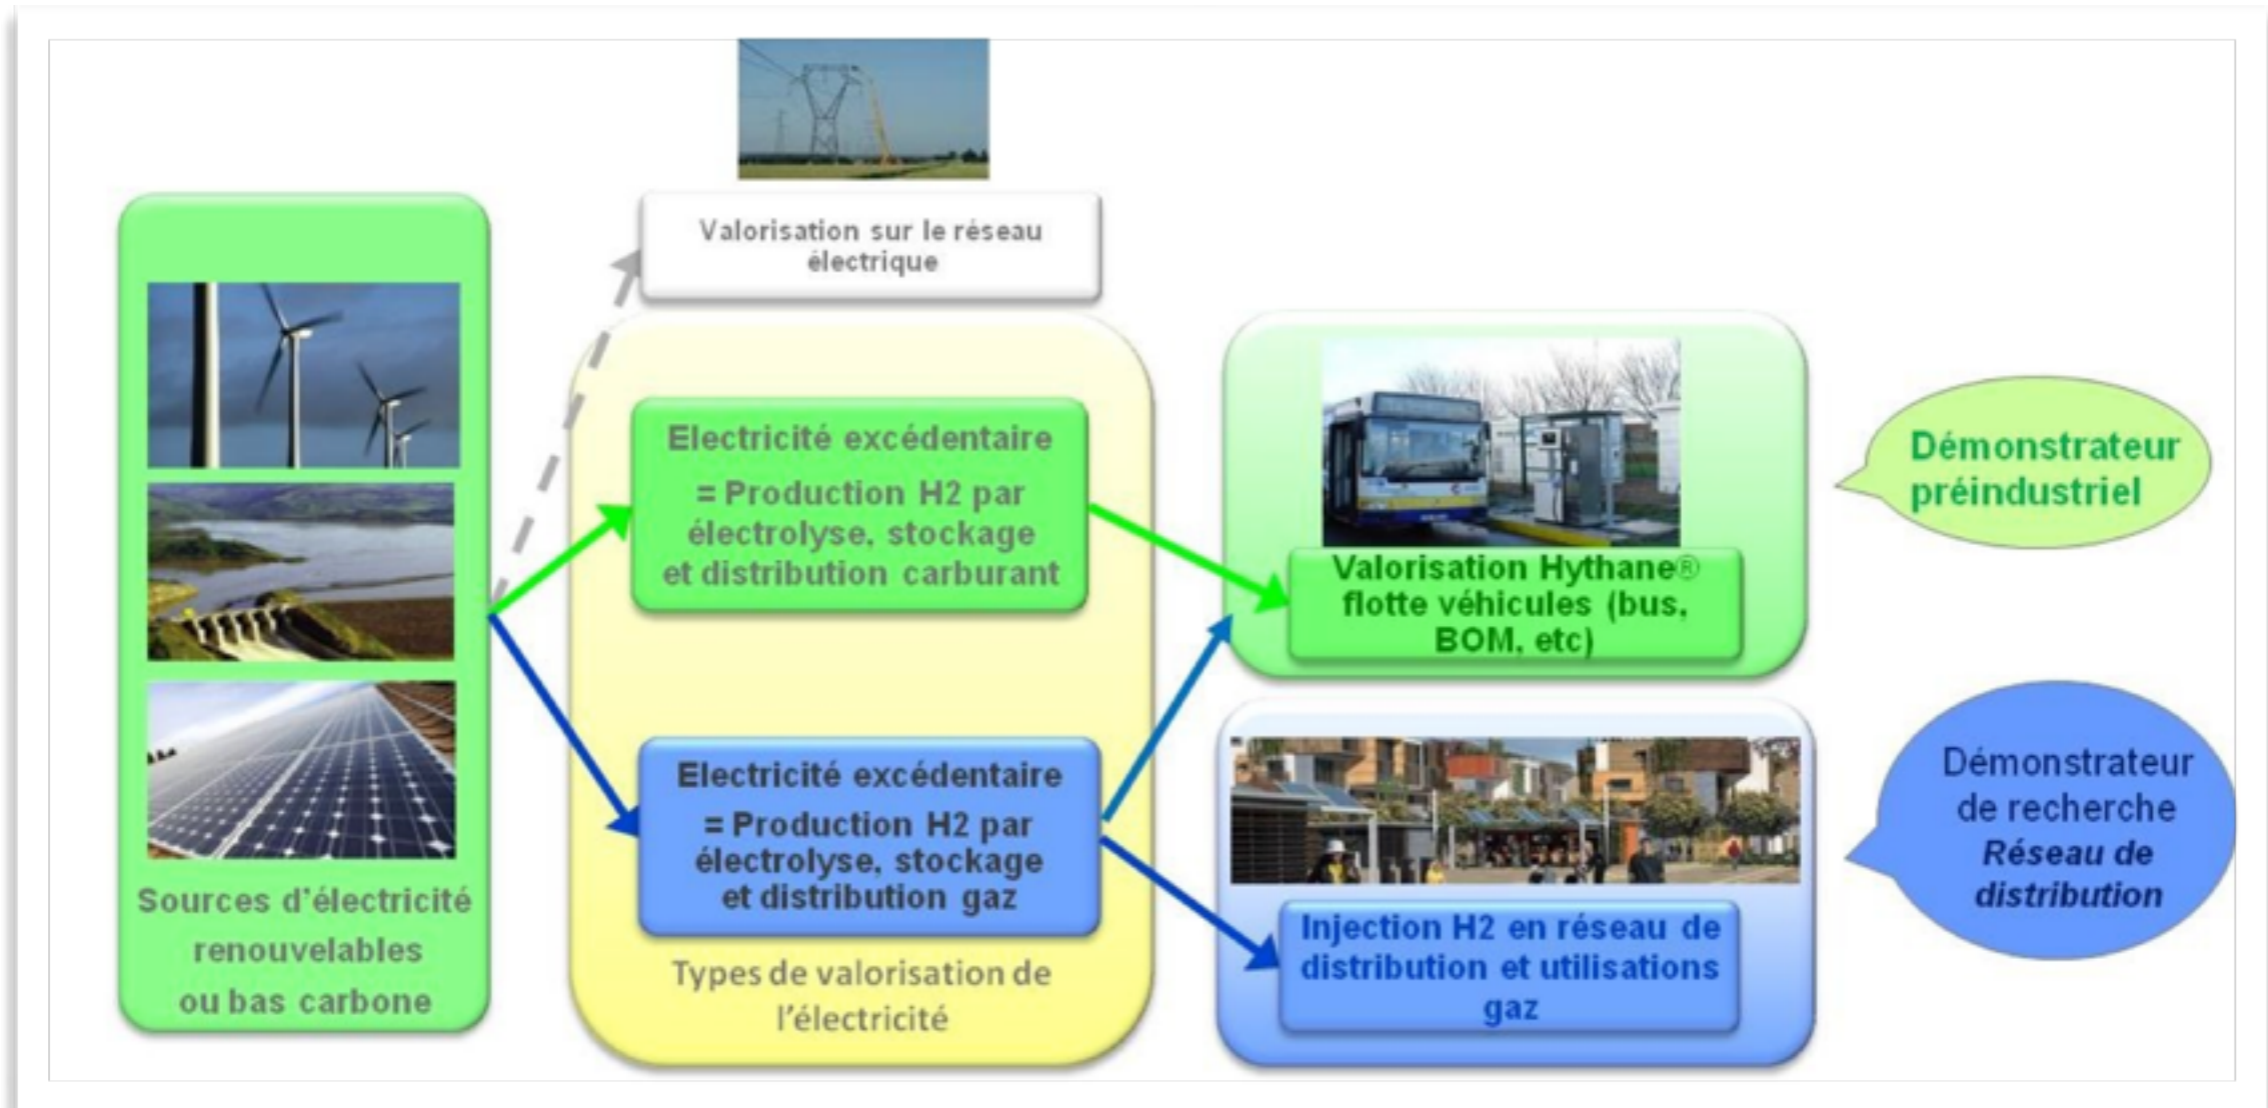 Valorisation sur le réseau
électrique
Sources d'électricité
renouvelables
ou bas carbone
Electricité excédentaire
= Production H2 par
électrolyse, stockage
et distribution carburant
Electricité excédentaire
= Production H2 par
électrolyse, stockage
et distribution gaz
Types de valorisation de
l'électricité
Valorisation Hythane®
flotte véhicules (bus,
BOM, etc)
Injection H2 en réseau de
distribution et utilisations
gaz
Démonstrateur
préindustriel
Démonstrateur
de recherche
Réseau de
distribution